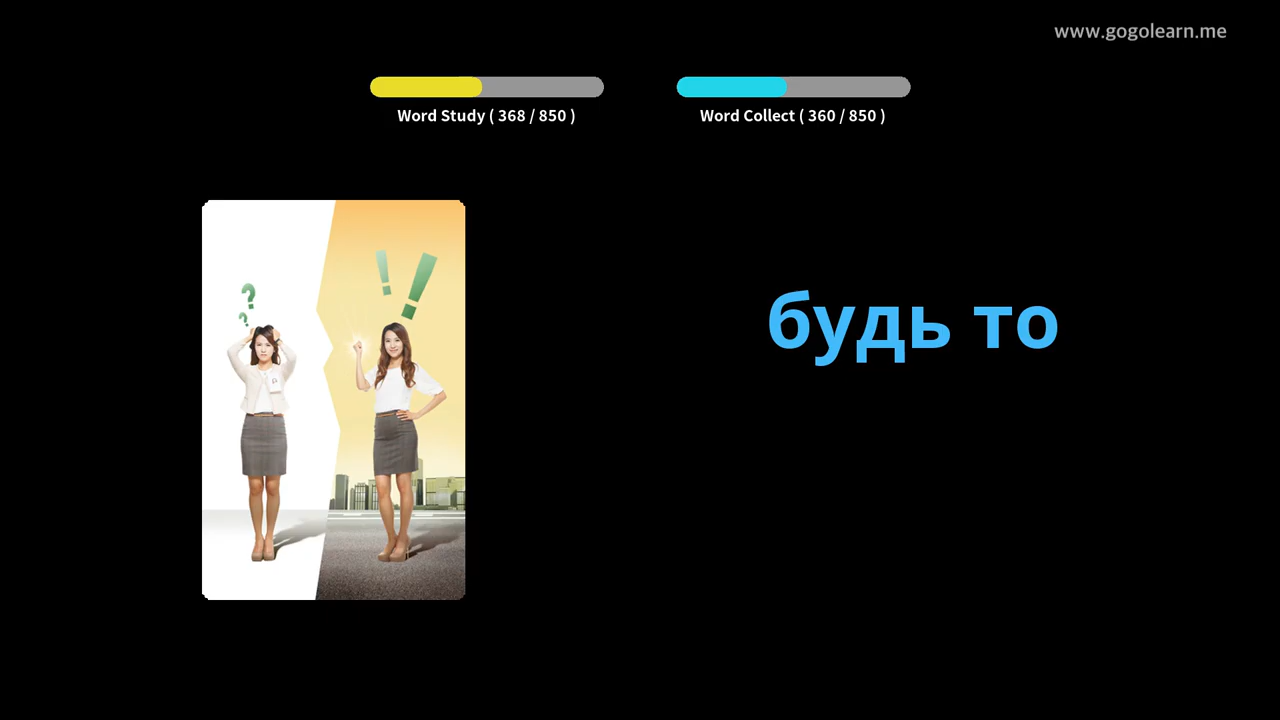 www.gogolearn.me
Word Study ( 368 / 850 )
Word Collect ( 360 / 850 )
? ?
! !
будь то